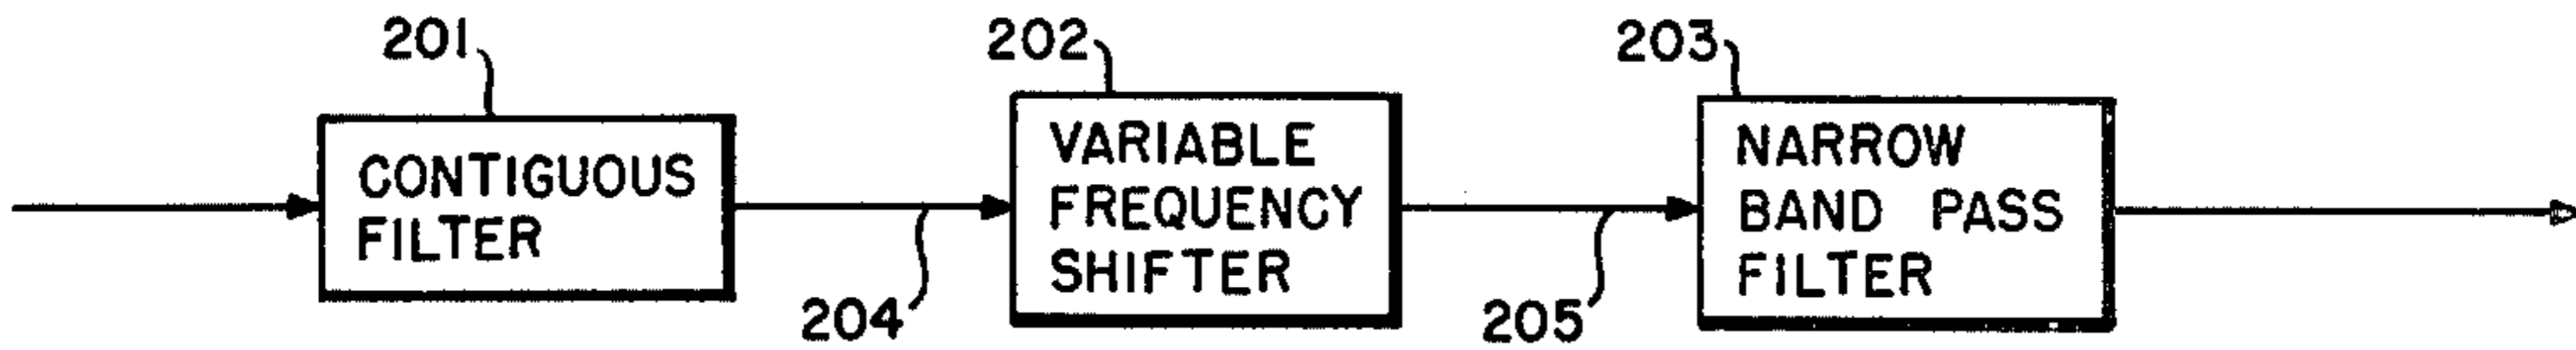 201
202
203
CONTIGUOUS
FILTER
VARIABLE
FREQUENCY
SHIFTER
NARROW
BAND PASS
FILTER
204
205